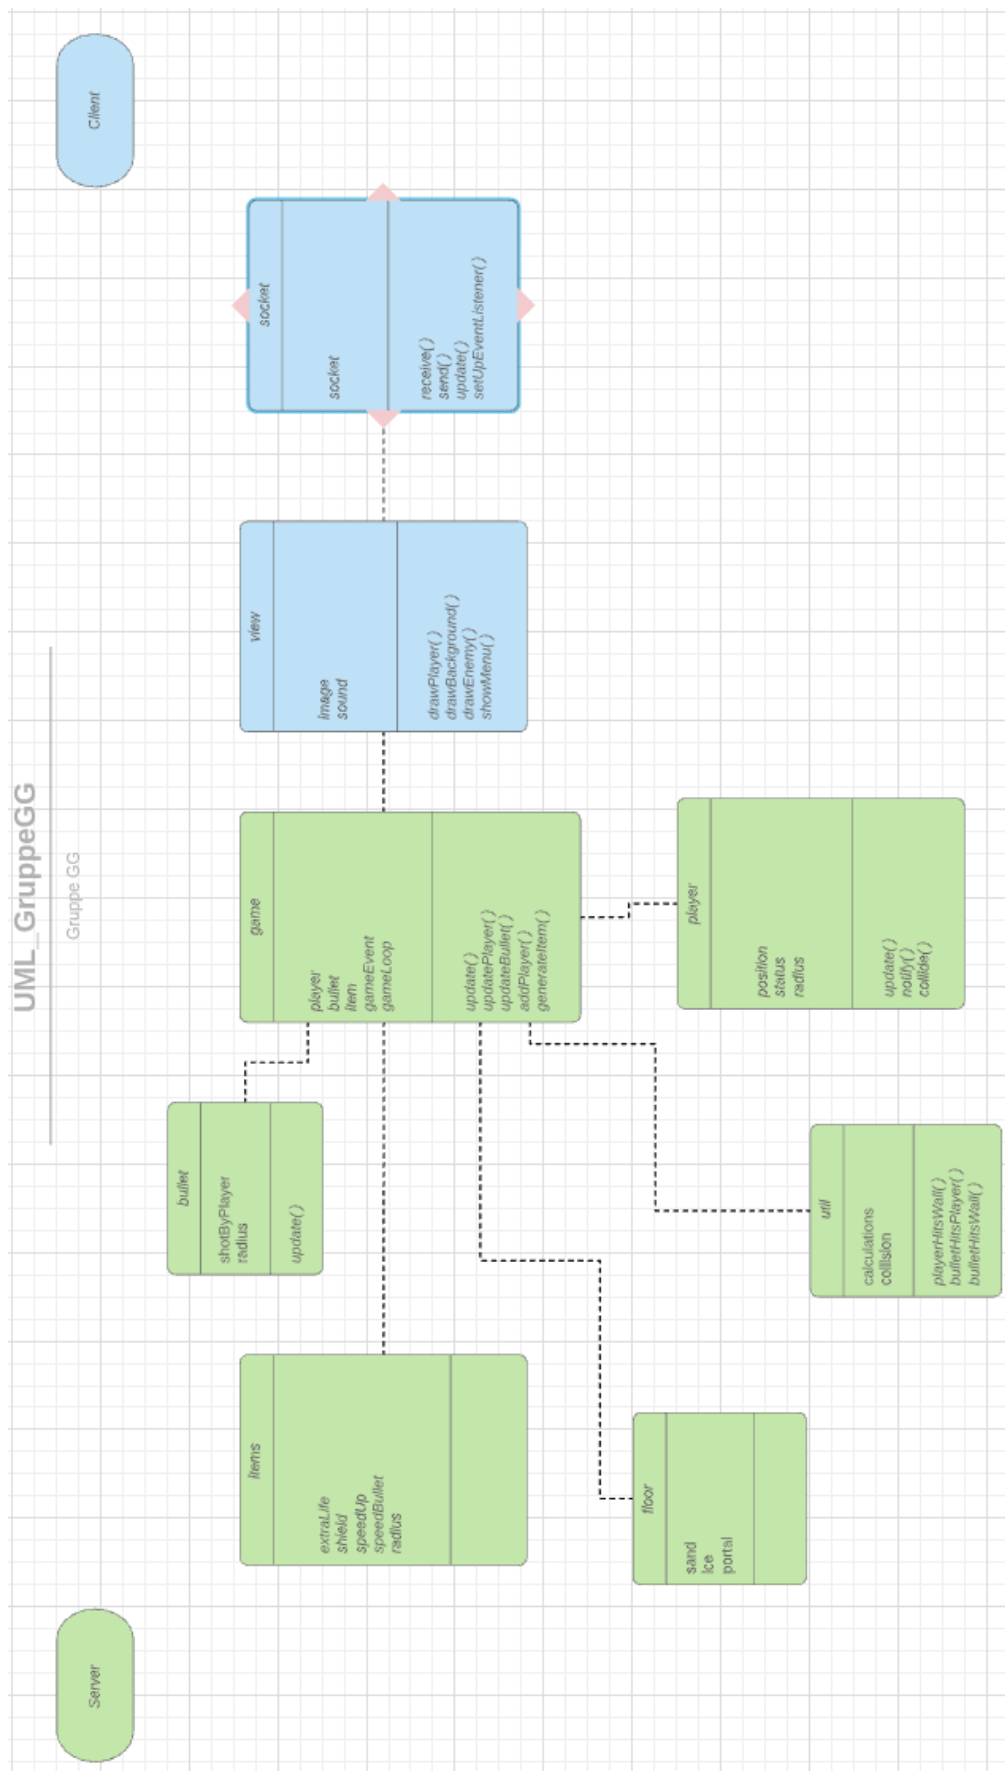 UML_GruppeGG
Gruppe GG
Server
Client
items
extraLife
shield
speedUp
speedBullet
radius
bullet
shotByPlayer
radius
update()
game
player
bullet
item
gameEvent
gameLoop
update()
updatePlayer()
updateBullet()
addPlayer()
generateItem()
view
image
sound
drawPlayer()
drawBackground()
drawEnemy()
showMenu()
socket
socket
receive()
send()
update()
setUpEventListener()
floor
sand
ice
portal
util
calculations
collision
playerHitsWall()
bulletHitsPlayer()
bulletHitsWall()
player
position
status
radius
update()
notify()
collide()